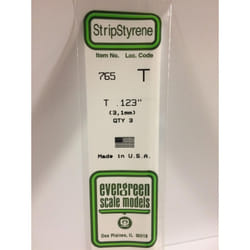 StripStyrene
Item No. Loc. Code
765 T
T .123"
(3,1mm)
QTY 3
Made in U.S.A.
evergreen
scale models
Des Plaines, IL 60018